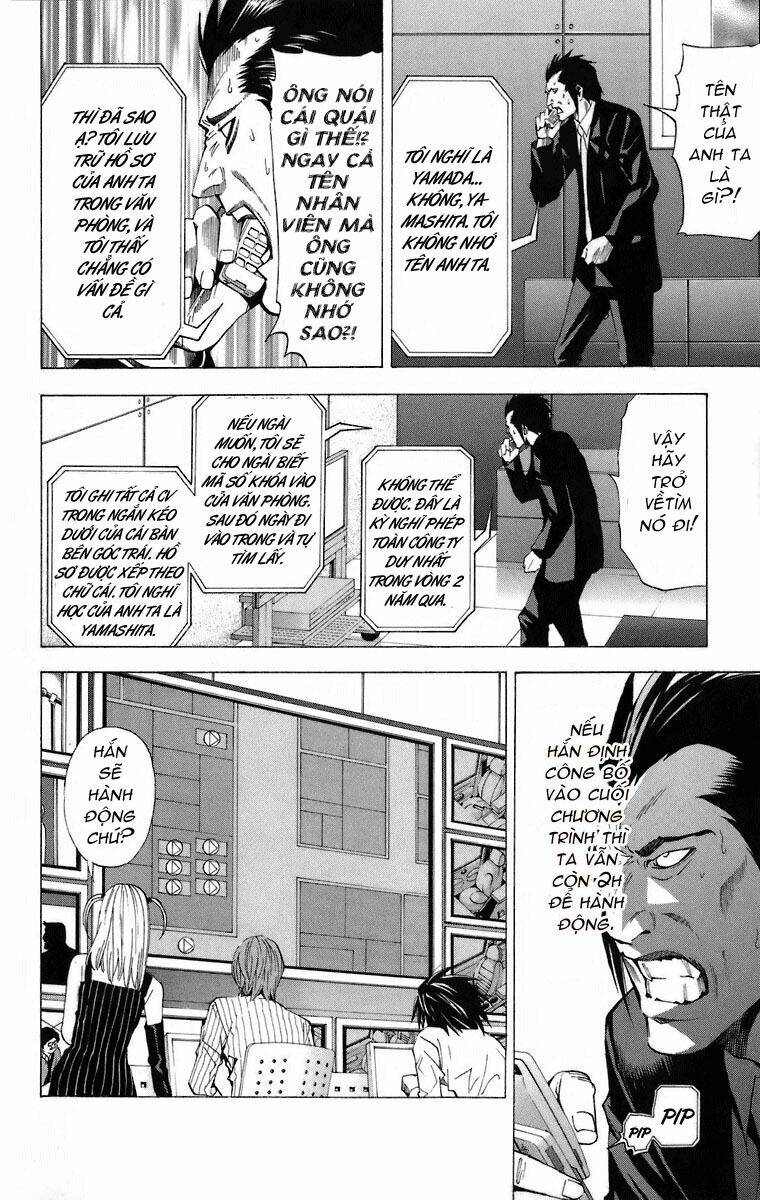 TÊN
THẬT
CỦA
ANH TA
LÀ
GÌ?!
TÔI NGHĨ LÀ
YAMADA...
KHÔNG, YA-
MASHITA. TÔI
KHÔNG NHỚ
TÊN ANH TA.
ÔNG NÓI
CÁI QUÁI
GÌ THẾ!?
NGAY CẢ
TÊN
NHÂN
VIÊN MÀ
ÔNG
CŨNG
KHÔNG
NHỚ
SAO?!
THÌ ĐÃ SAO
Ạ? TÔI LƯU
TRỮ HỒ SƠ
CỦA ANH TA
TRONG VĂN
PHÒNG, VÀ
TÔI THẤY
CHẲNG CÓ
VẤN ĐỀ GÌ
CẢ.
VẬY
HÃY
TRỞ
VỀTÌM
NÓ ĐI!
KHÔNG THỂ
ĐƯỢC. ĐÂY LÀ
KỲ NGHỈ PHÉP
TOÀN CÔNG TY
DUY NHẤT
TRONG VÒNG 2
NĂM QUA.
NẾU NGÀI
MUỐN, TÔI SẼ
CHO NGÀI BIẾT
MÃ SỐ KHÓA VÀO
CỦA VĂN PHÒNG.
SAU ĐÓ NGÀY ĐI
VÀO TRONG VÀ TỰ
TÌM LẤY.
TÔI GHI TẤT CẢ CV
TRONG NGẮN KÉO
DƯỚI CỦA CÁI BÀN
BÊN GÓC TRÁI. HỒ
SƠ ĐƯỢC XẾP THEO
CHỮ CÁI. TÔI NGHĨ
HỌC CỦA ANH TA LÀ
YAMASHITA.
NẾU
HẮN ĐỊNH
CÔNG BỐ
VÀO CUỐI
CHƯƠNG
TRÌNH THÌ
TA VẪN
CÒN 2H
ĐỂ HÀNH
ĐỘNG.
PIP
PIP
HẮN
SẼ
HÀNH
ĐỘNG
CHỨ?